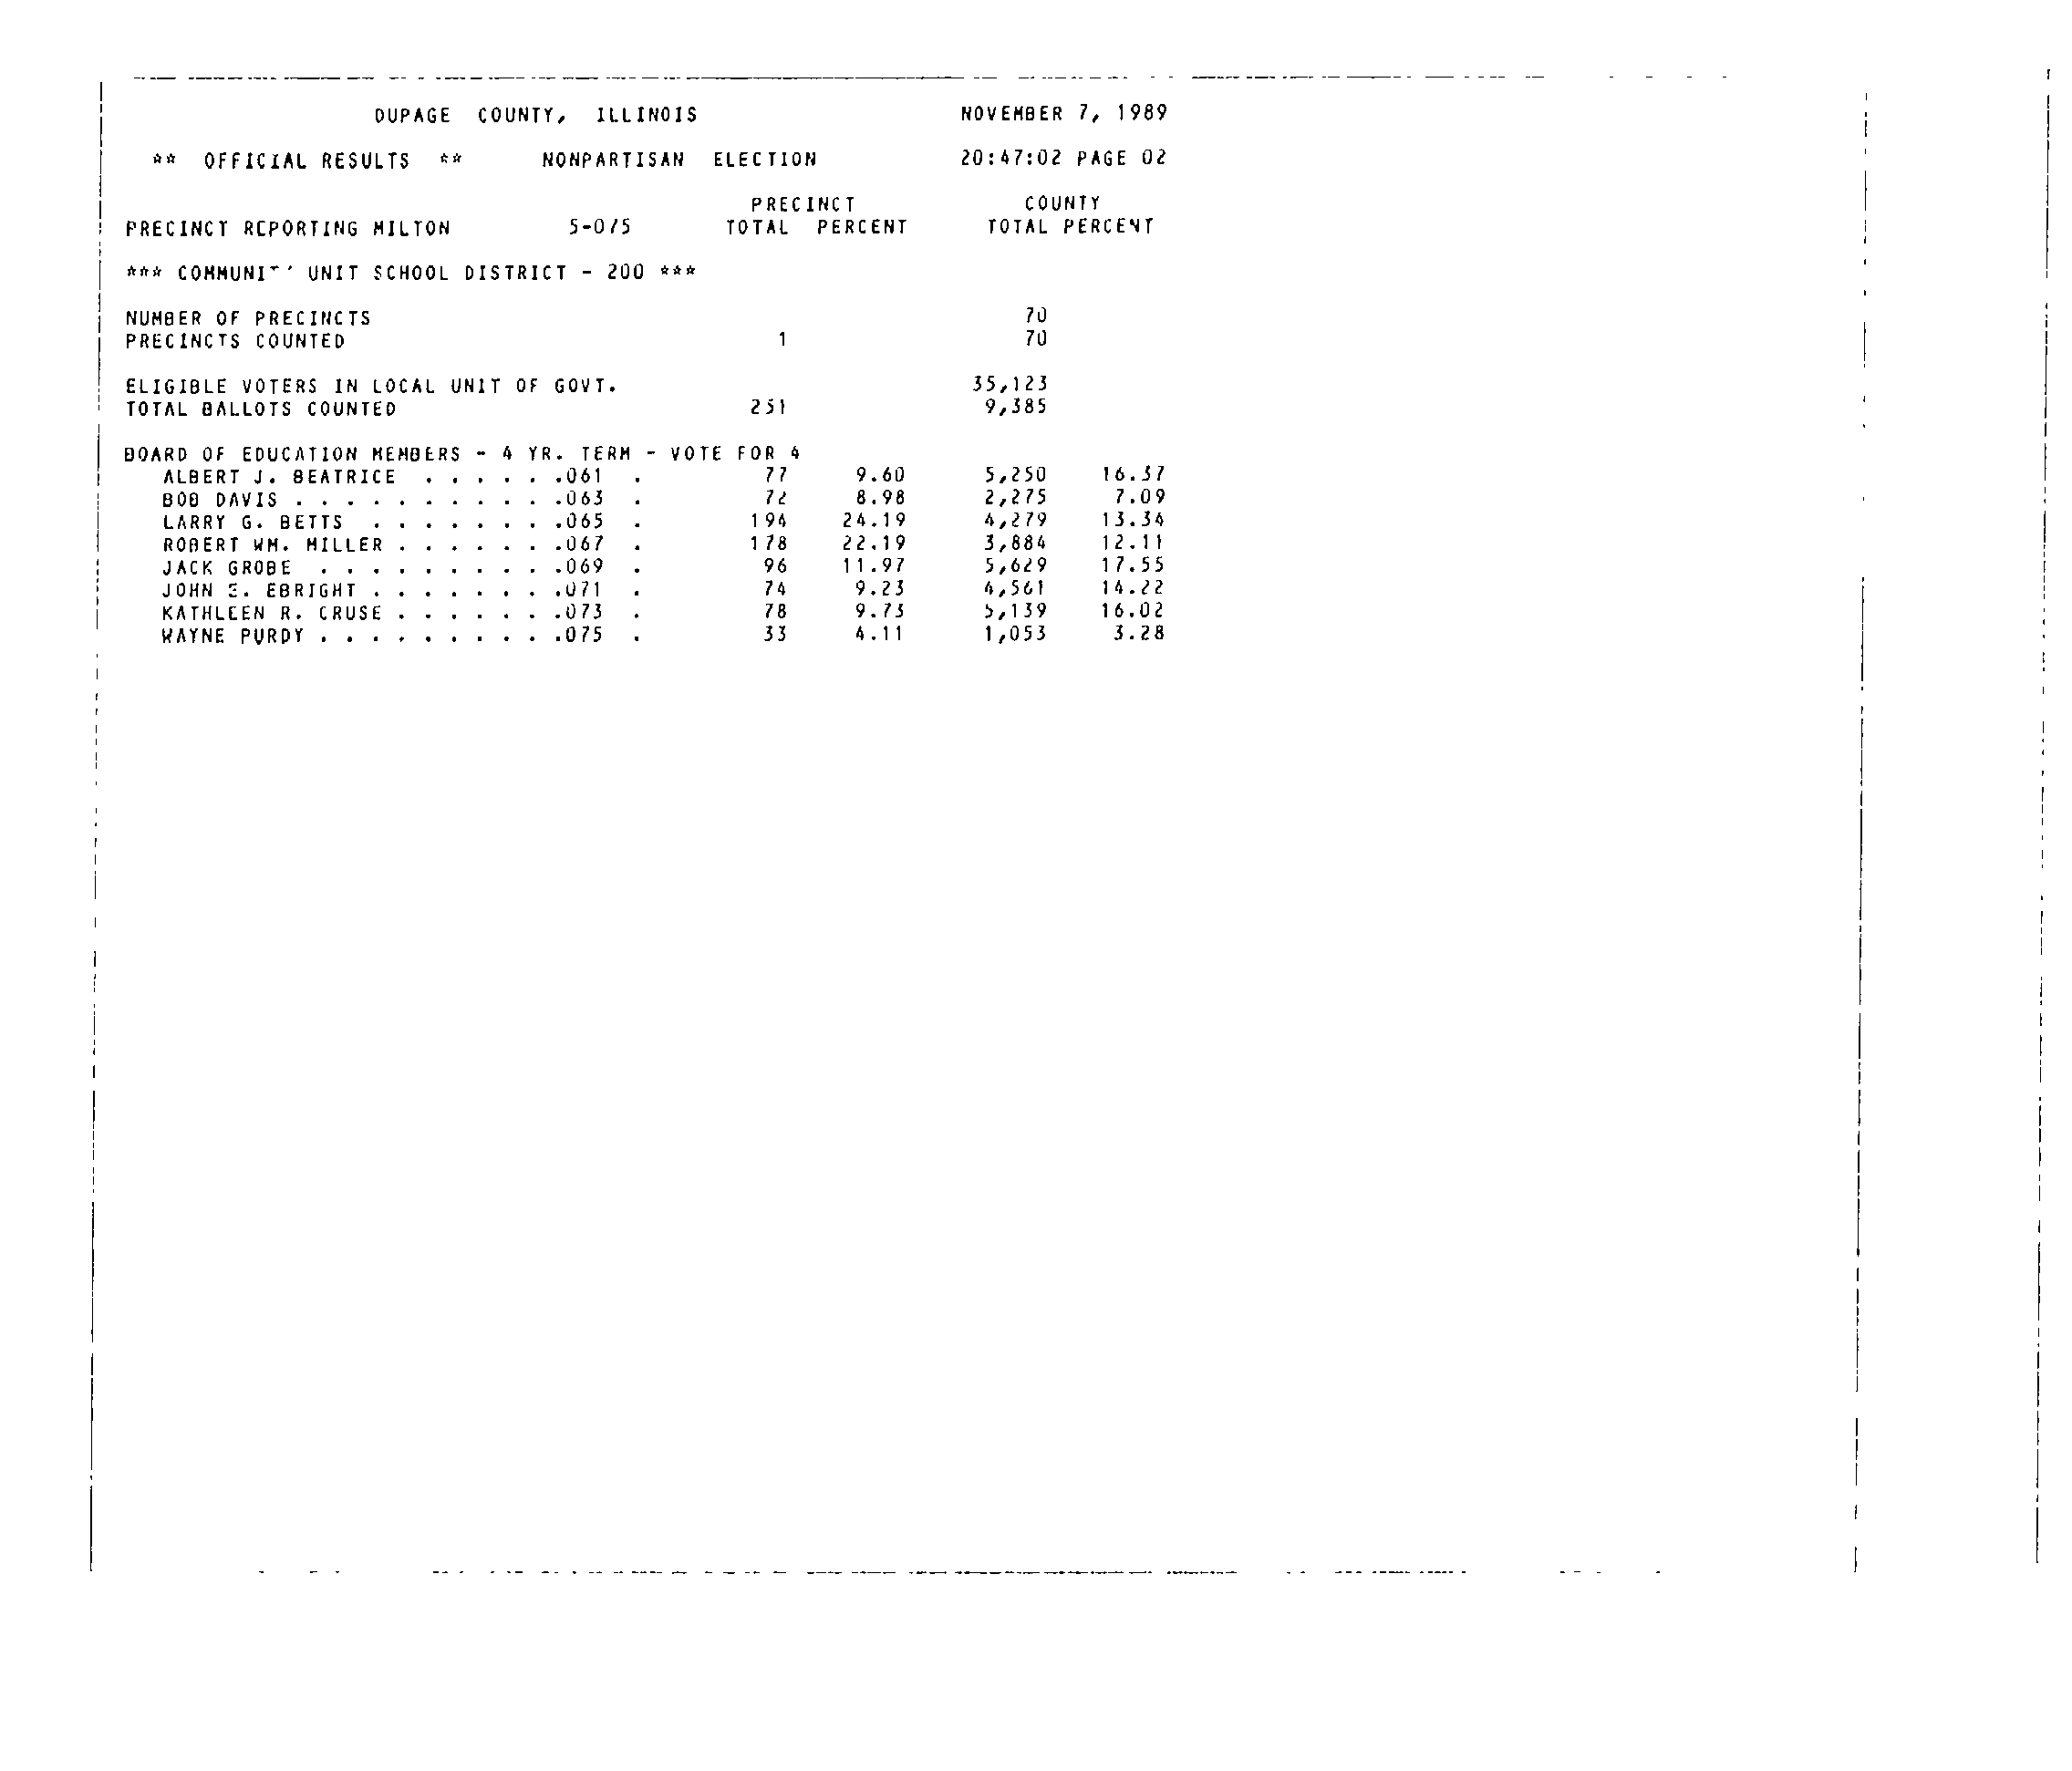 DUPAGE COUNTY, ILLINOIS NOVEMBER 7, 1989
** OFFICIAL RESULTS ** NONPARTISAN ELECTION 20:47:02 PAGE 02
PRECINCT COUNTY
PRECINCT REPORTING MILTON 5-075 TOTAL PERCENT TOTAL PERCENT
*** UNIT SCHOOL DISTRICT - 200 ***
NUMBER OF PRECINCTS 70
PRECINCTS COUNTED 1 70
ELIGIBLE VOTERS IN LOCAL UNIT OF GOVT. 35,123
TOTAL BALLOTS COUNTED 251 9,385
BOARD OF EDUCATION MEMBERS - 4 YR. TERM - VOTE FOR 4
ALBERT J. BEATRICE . . . . . .061 . 77 9.60 5,250 16.37
BOB DAVIS . . . . . . . . . . .063 . 72 8.98 2,275 7.09
LARRY G. BETTS . . . . . . . .065 . 194 24.19 4,279 13.34
ROBERT WM. MILLER . . . . . . .067 . 178 22.19 3,884 12.11
JACK GROBE . . . . . . . . . .069 . 96 11.97 5,629 17.55
JOHN E. EBRIGHT . . . . . . . .071 . 74 9.23 4,561 14.22
KATHLEEN R. CRUSE . . . . . . .073 . 78 9.73 5,139 16.02
WAYNE PURDY . . . . . . . . . .075 . 33 4.11 1,053 3.28